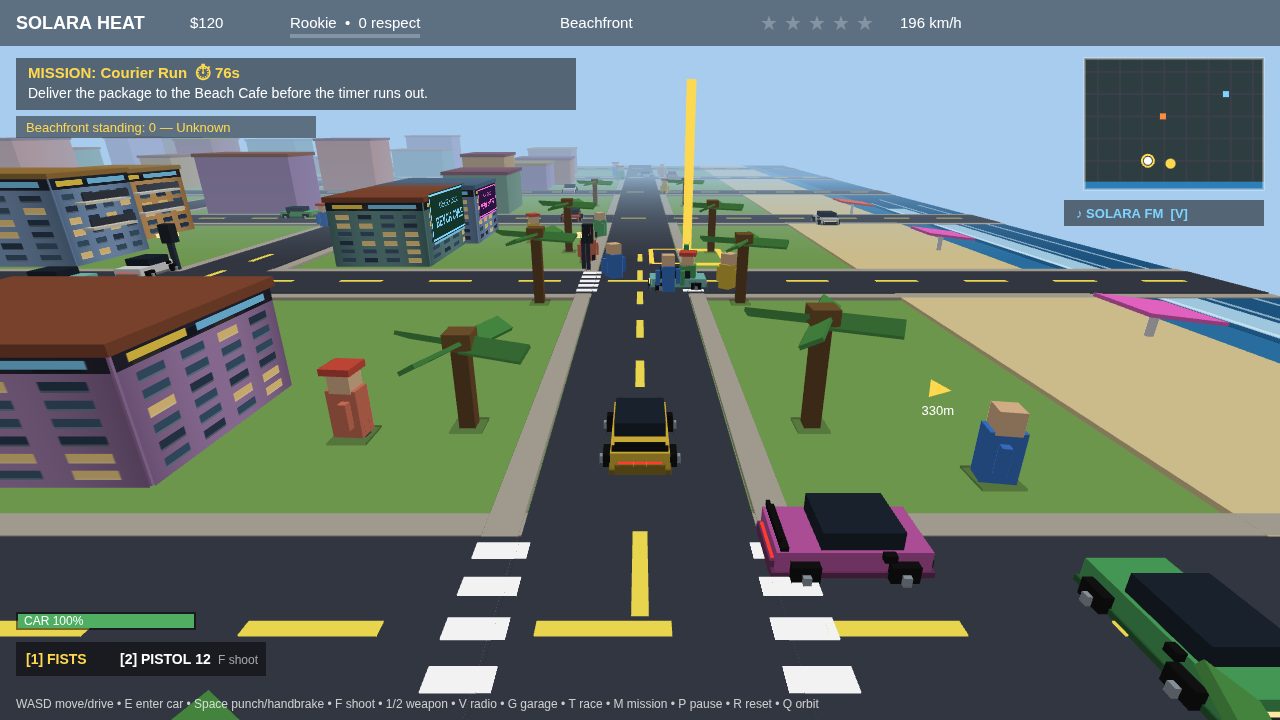 SOLARA HEAT $120 Rookie • 0 respect Beachfront ★ ★ ★ ★ ★ 196 km/h
MISSION: Courier Run ⏱ 76s
Deliver the package to the Beach Cafe before the timer runs out.
Beachfront standing: 0 — Unknown
♪ SOLARA FM [V]
330m
CAR 100%
[1] FISTS [2] PISTOL 12 F shoot
WASD move/drive • E enter car • Space punch/handbrake • F shoot • 1/2 weapon • V radio • G garage • T race • M mission • P pause • R reset • Q orbit